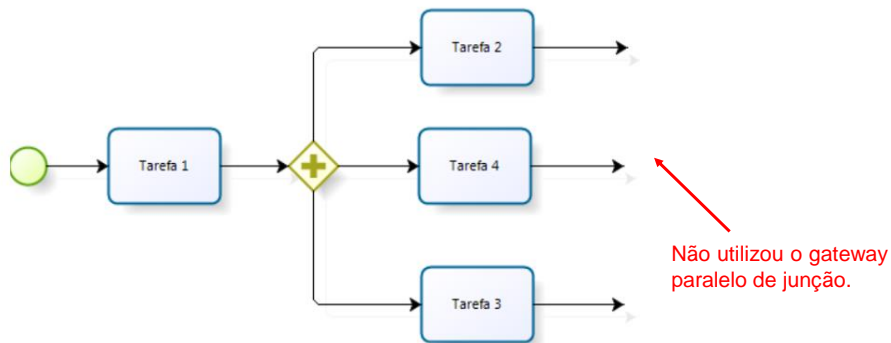 Tarefa 2
Tarefa 1
Tarefa 4
Não utilizou o gateway
paralelo de junção.
Tarefa 3